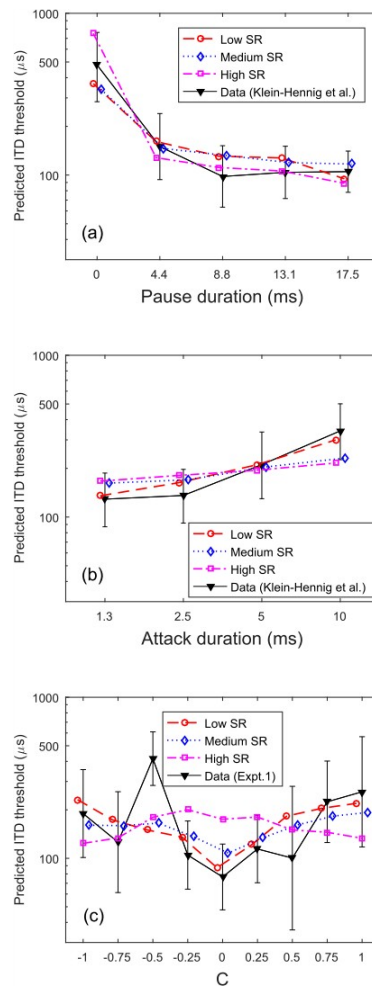 1000
500
100
Predicted ITD threshold (μs)
Low SR
Medium SR
High SR
Data (Klein-Hennig et al.)
(a)
0 4.4 8.8 13.1 17.5
Pause duration (ms)
1000
500
100
Predicted ITD threshold (μs)
Low SR
Medium SR
High SR
Data (Klein-Hennig et al.)
(b)
1.3 2.5 5 10
Attack duration (ms)
1000
500
100
Predicted ITD threshold (μs)
Low SR
Medium SR
High SR
Data (Expt.1)
(c)
-1 -0.75 -0.5 -0.25 0 0.25 0.5 0.75 1
C